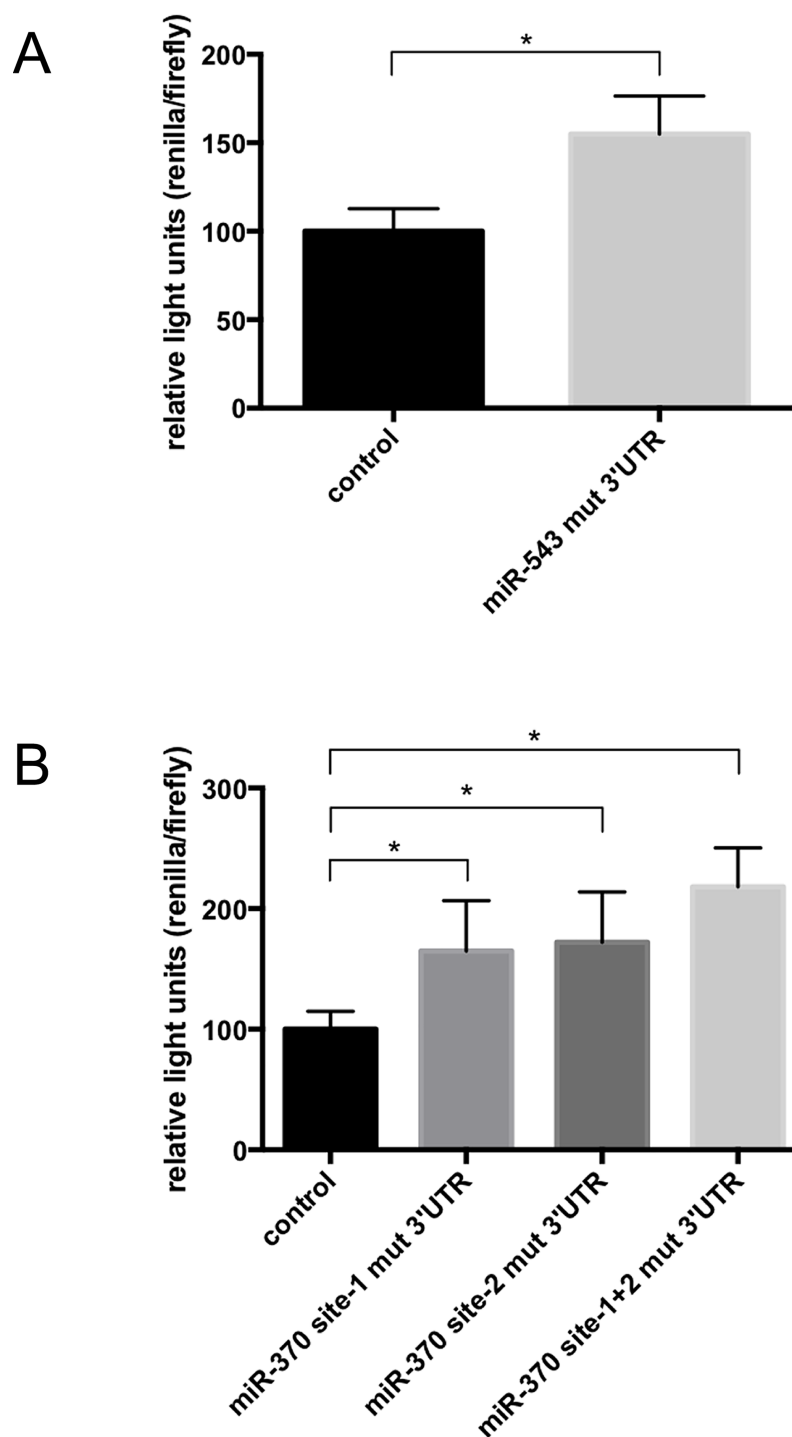 A
relative light units (renilla/firefly)
200
150
100
50
0
*
control
miR-543 mut 3'UTR
B
relative light units (renilla/firefly)
300
200
100
0
*
*
*
control
miR-370 site-1 mut 3'UTR
miR-370 site-2 mut 3'UTR
miR-370 site-1+2 mut 3'UTR